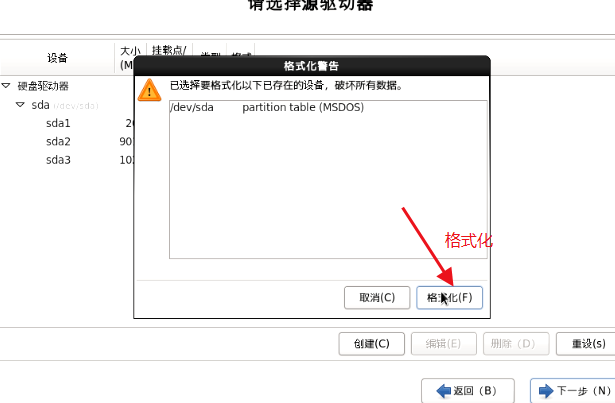 请选择源驱动器
设备
大小
挂载点/
(M
格式化警告
已选择要格式化以下已存在的设备，破坏所有数据。
/dev/sda partition table (MSDOS)
硬盘驱动器
sda (/dev/sda)
sda1 20
sda2 90
sda3 10
格式化
取消(C)
格式化(F)
创建(C)
编辑(E)
删除（D）
重设(s)
返回（B）
下一步（N）